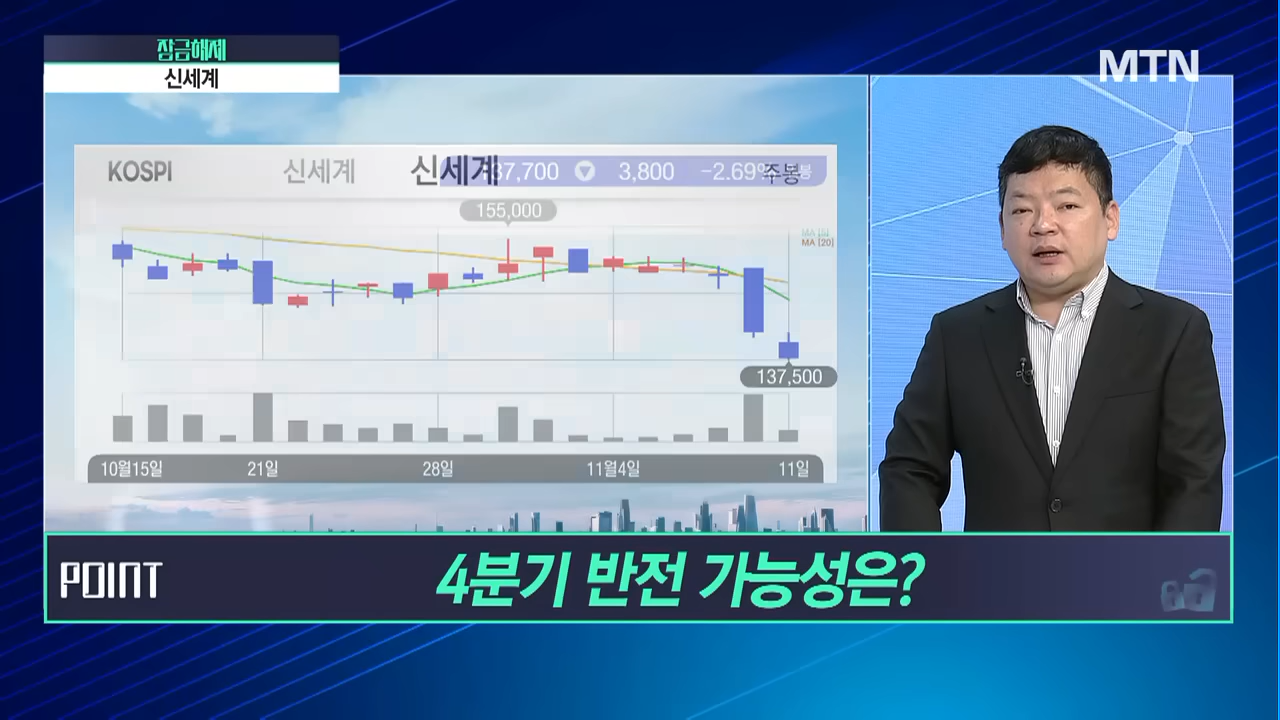 잠금해제
신세계
MTN
KOSPI
신세계
신세계
37,700 ▼ 3,800 -2.69%
주봉
155,000
MA [5]
MA [20]
137,500
10월15일 21일 28일 11월4일 11일
POINT
4분기 반전 가능성은?